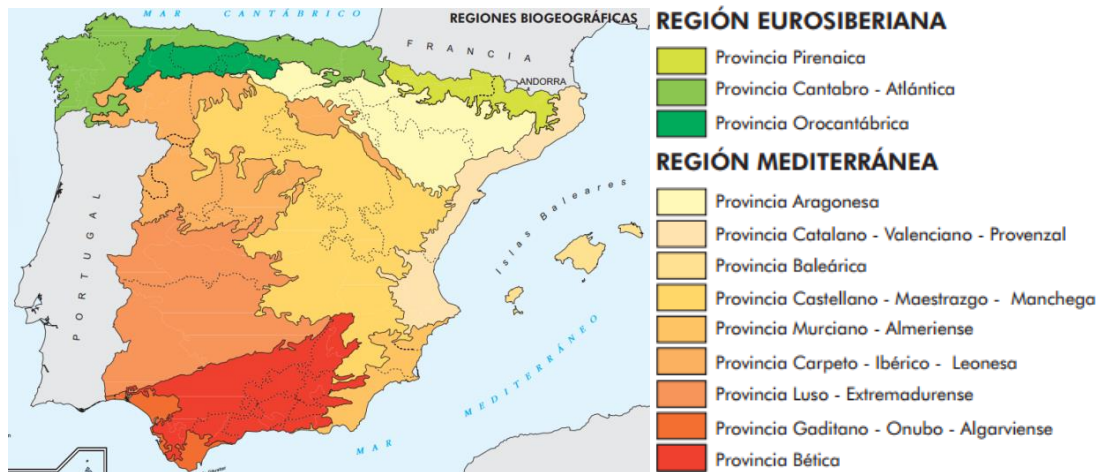 MAR CANTÁBRICO
REGIONES BIOGEOGRÁFICAS
FRANCIA
ANDORRA
PORTUGAL
Islas Baleares
MAR MEDITERRÁNEO
REGIÓN EUROSIBERIANA
Provincia Pirenaica
Provincia Cantabro - Atlántica
Provincia Orocantábrica
REGIÓN MEDITERRÁNEA
Provincia Aragonesa
Provincia Catalano - Valenciano - Provenzal
Provincia Baleárica
Provincia Castellano - Maestrazgo - Manchega
Provincia Murciano - Almeriense
Provincia Carpeto - Ibérico - Leonesa
Provincia Luso - Extremadurense
Provincia Gaditano - Onubo - Algarviense
Provincia Bética